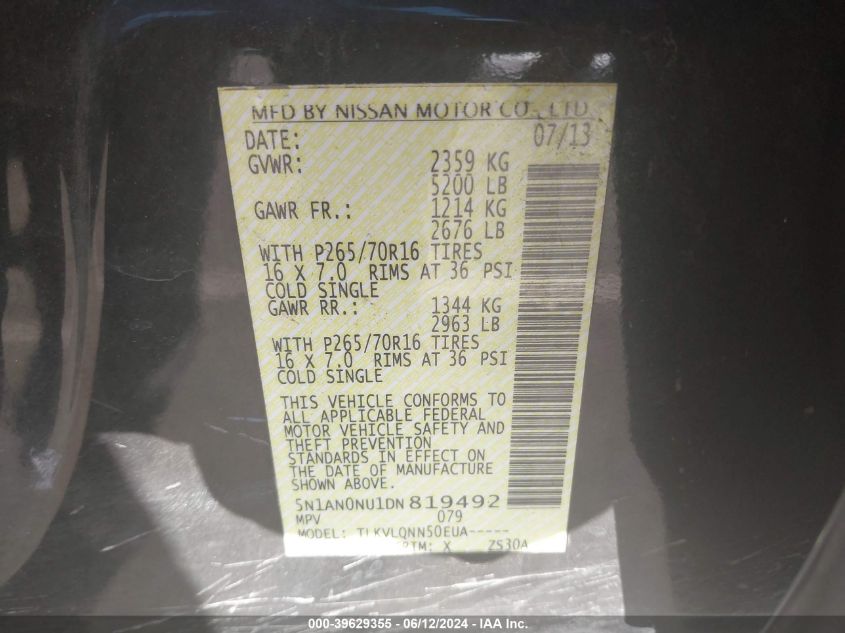 MFD BY NISSAN MOTOR CO., LTD.
DATE: 07/13
GVWR: 2359 KG
5200 LB
GAWR FR.: 1214 KG
2676 LB
WITH P265/70R16 TIRES
16 X 7.0 RIMS AT 36 PSI
COLD SINGLE
GAWR RR.: 1344 KG
2963 LB
WITH P265/70R16 TIRES
16 X 7.0 RIMS AT 36 PSI
COLD SINGLE
THIS VEHICLE CONFORMS TO
ALL APPLICABLE FEDERAL
MOTOR VEHICLE SAFETY AND
THEFT PREVENTION
STANDARDS IN EFFECT ON
THE DATE OF MANUFACTURE
SHOWN ABOVE.
5N1AN0NU1DN 819492
MPV 079
MODEL: TLKVLQNN50EUA-----
X ZS30A
000-39629355 - 06/12/2024 - IAA Inc.